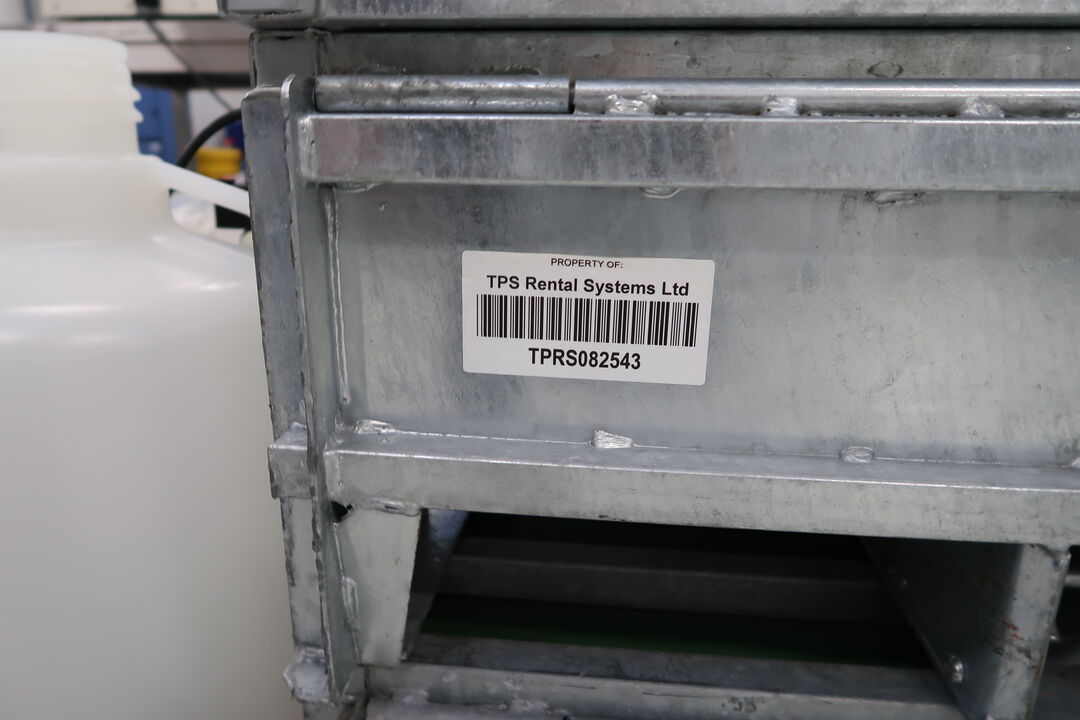 PROPERTY OF:
TPS Rental Systems Ltd
TPRS082543